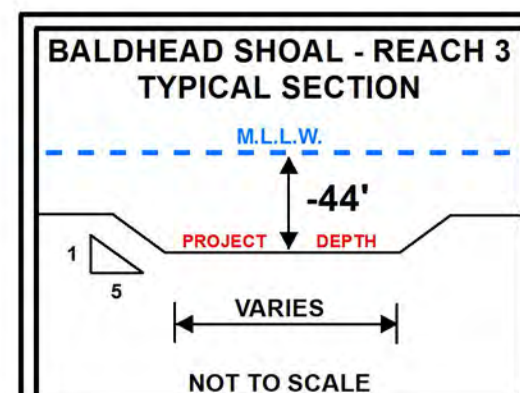 BALDHEAD SHOAL - REACH 3
TYPICAL SECTION
M.L.L.W.
-44'
PROJECT DEPTH
1
5
VARIES
NOT TO SCALE